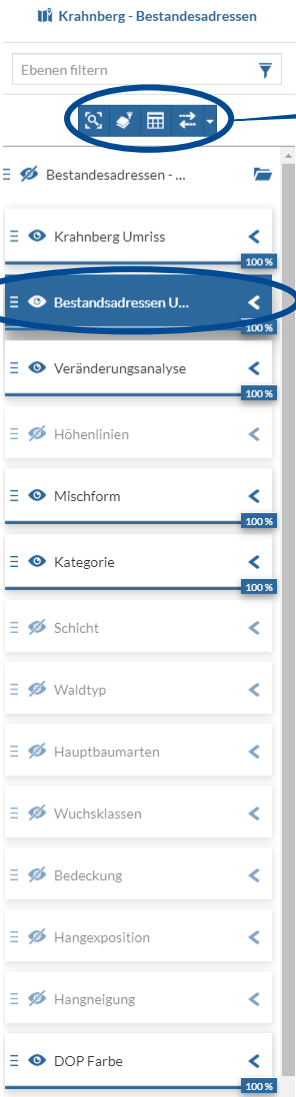 Krahnberg - Bestandesadressen
Ebenen filtern
Bestandesadressen - ...
Krahnberg Umriss
100 %
Bestandsadressen U...
100 %
Veränderungsanalyse
100 %
Höhenlinien
Mischform
100 %
Kategorie
100 %
Schicht
Waldtyp
Hauptbaumarten
Wuchsklassen
Bedeckung
Hangexposition
Hangneigung
DOP Farbe
100 %